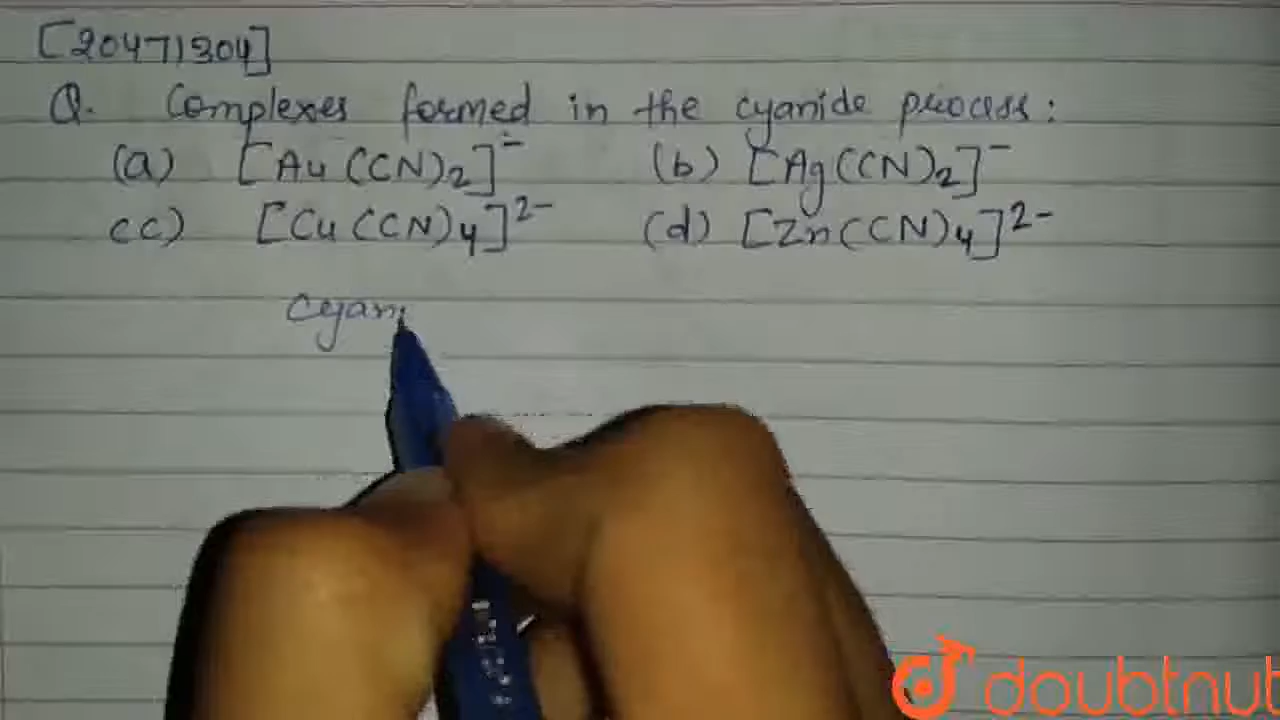 [20471304]
Q. Complexes formed in the cyanide process:
(a) [Au(CN)2]⁻ (b) [Ag(CN)2]⁻
(c) [Cu(CN)4]²⁻ (d) [Zn(CN)4]²⁻
Cyani
doubtnut